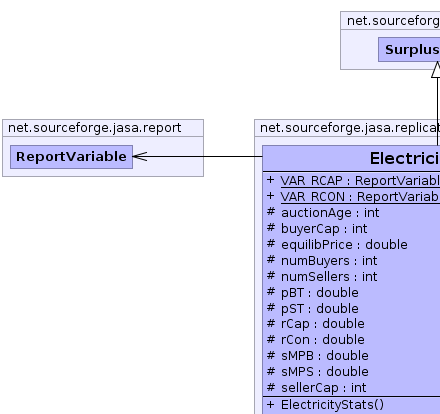 net.sourceforg
Surplus
net.sourceforge.jasa.report
ReportVariable
net.sourceforge.jasa.replicat
Electrici
+ VAR_RCAP : ReportVariabl
+ VAR_RCON : ReportVariab
# auctionAge : int
# buyerCap : int
# equilibPrice : double
# numBuyers : int
# numSellers : int
# pBT : double
# pST : double
# rCap : double
# rCon : double
# sMPB : double
# sMPS : double
# sellerCap : int
+ ElectricityStats()